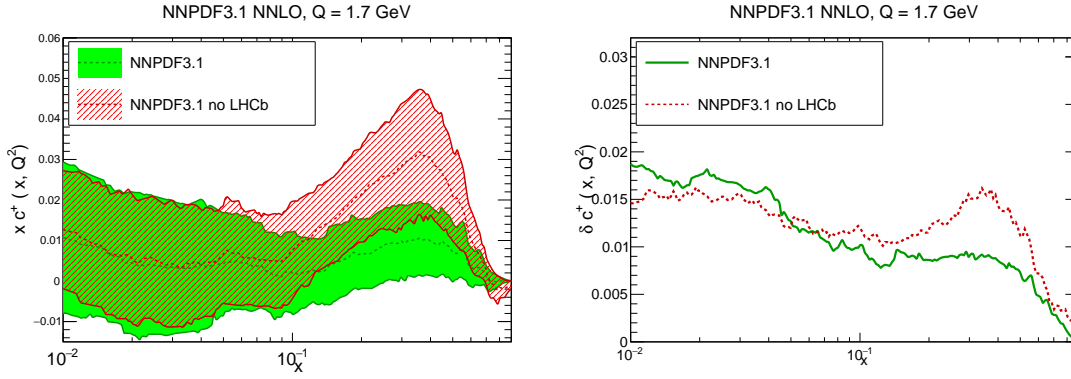 NNPDF3.1 NNLO, Q = 1.7 GeV
0.06
0.05
0.04
0.03
0.02
0.01
0
−0.01
x c⁺ ( x, Q²)
NNPDF3.1
NNPDF3.1 no LHCb
10⁻²
10⁻¹
x
NNPDF3.1 NNLO, Q = 1.7 GeV
0.03
0.025
0.02
0.015
0.01
0.005
0.000
δ c⁺ ( x, Q²)
NNPDF3.1
NNPDF3.1 no LHCb
10⁻²
10⁻¹
x